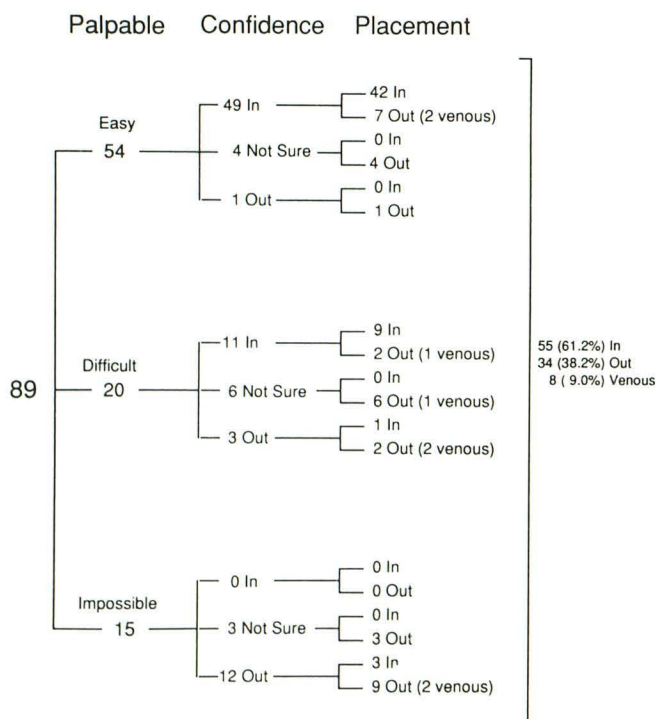 Palpable Confidence Placement
42 In
49 In
7 Out (2 venous)
Easy
0 In
54
4 Not Sure
4 Out
0 In
1 Out
1 Out
9 In
11 In
2 Out (1 venous)
55 (61.2%) In
Difficult
0 In
34 (38.2%) Out
89
20
6 Not Sure
8 ( 9.0%) Venous
6 Out (1 venous)
1 In
3 Out
2 Out (2 venous)
0 In
0 In
0 Out
Impossible
0 In
15
3 Not Sure
3 Out
3 In
12 Out
9 Out (2 venous)